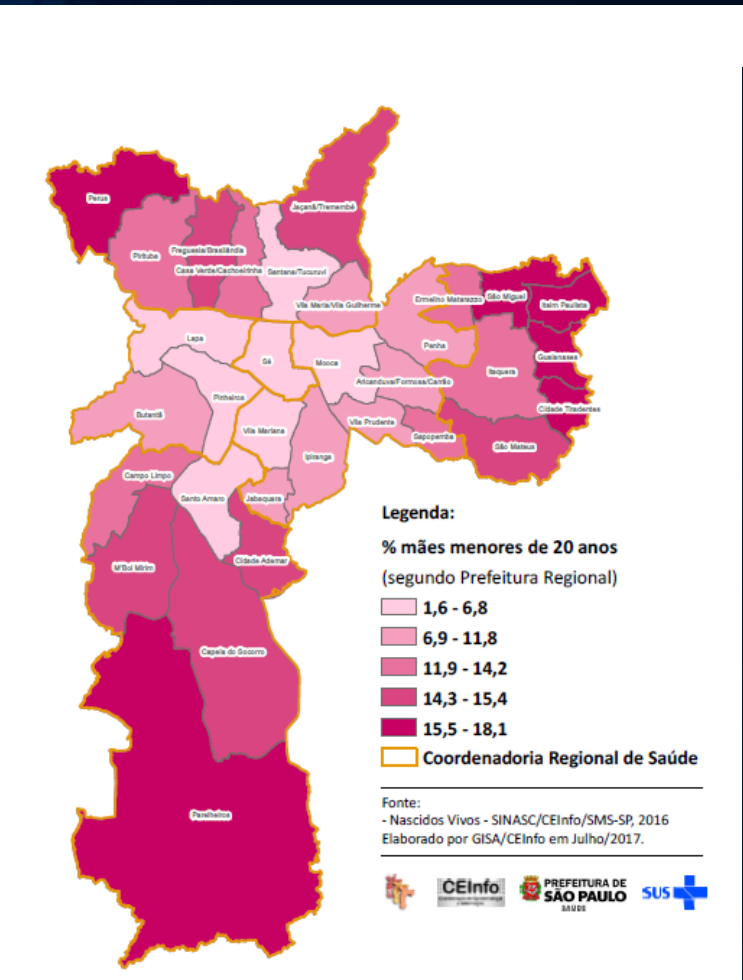 Perus
Jaçanã/Tremembé
Pirituba
Freguesia/Brasilândia
Casa Verde/Cachoeirinha
Santana/Tucuruvi
Vila Maria/Vila Guilherme
Ermelino Matarazzo
São Miguel
Itaim Paulista
Lapa
Sé
Mooca
Penha
Guaianases
Itaquera
Aricanduva/Formosa/Carrão
Pinheiros
Butantã
Cidade Tiradentes
Vila Prudente
Vila Mariana
Sapopemba
São Mateus
Ipiranga
Campo Limpo
Santo Amaro
Jabaquara
M'Boi Mirim
Cidade Ademar
Capela do Socorro
Parelheiros
Legenda:
% mães menores de 20 anos
(segundo Prefeitura Regional)
1,6 - 6,8
6,9 - 11,8
11,9 - 14,2
14,3 - 15,4
15,5 - 18,1
Coordenadoria Regional de Saúde
Fonte:
- Nascidos Vivos - SINASC/CEInfo/SMS-SP, 2016
Elaborado por GISA/CEInfo em Julho/2017.
CEInfo
PREFEITURA DE
SÃO PAULO
SAÚDE
SUS